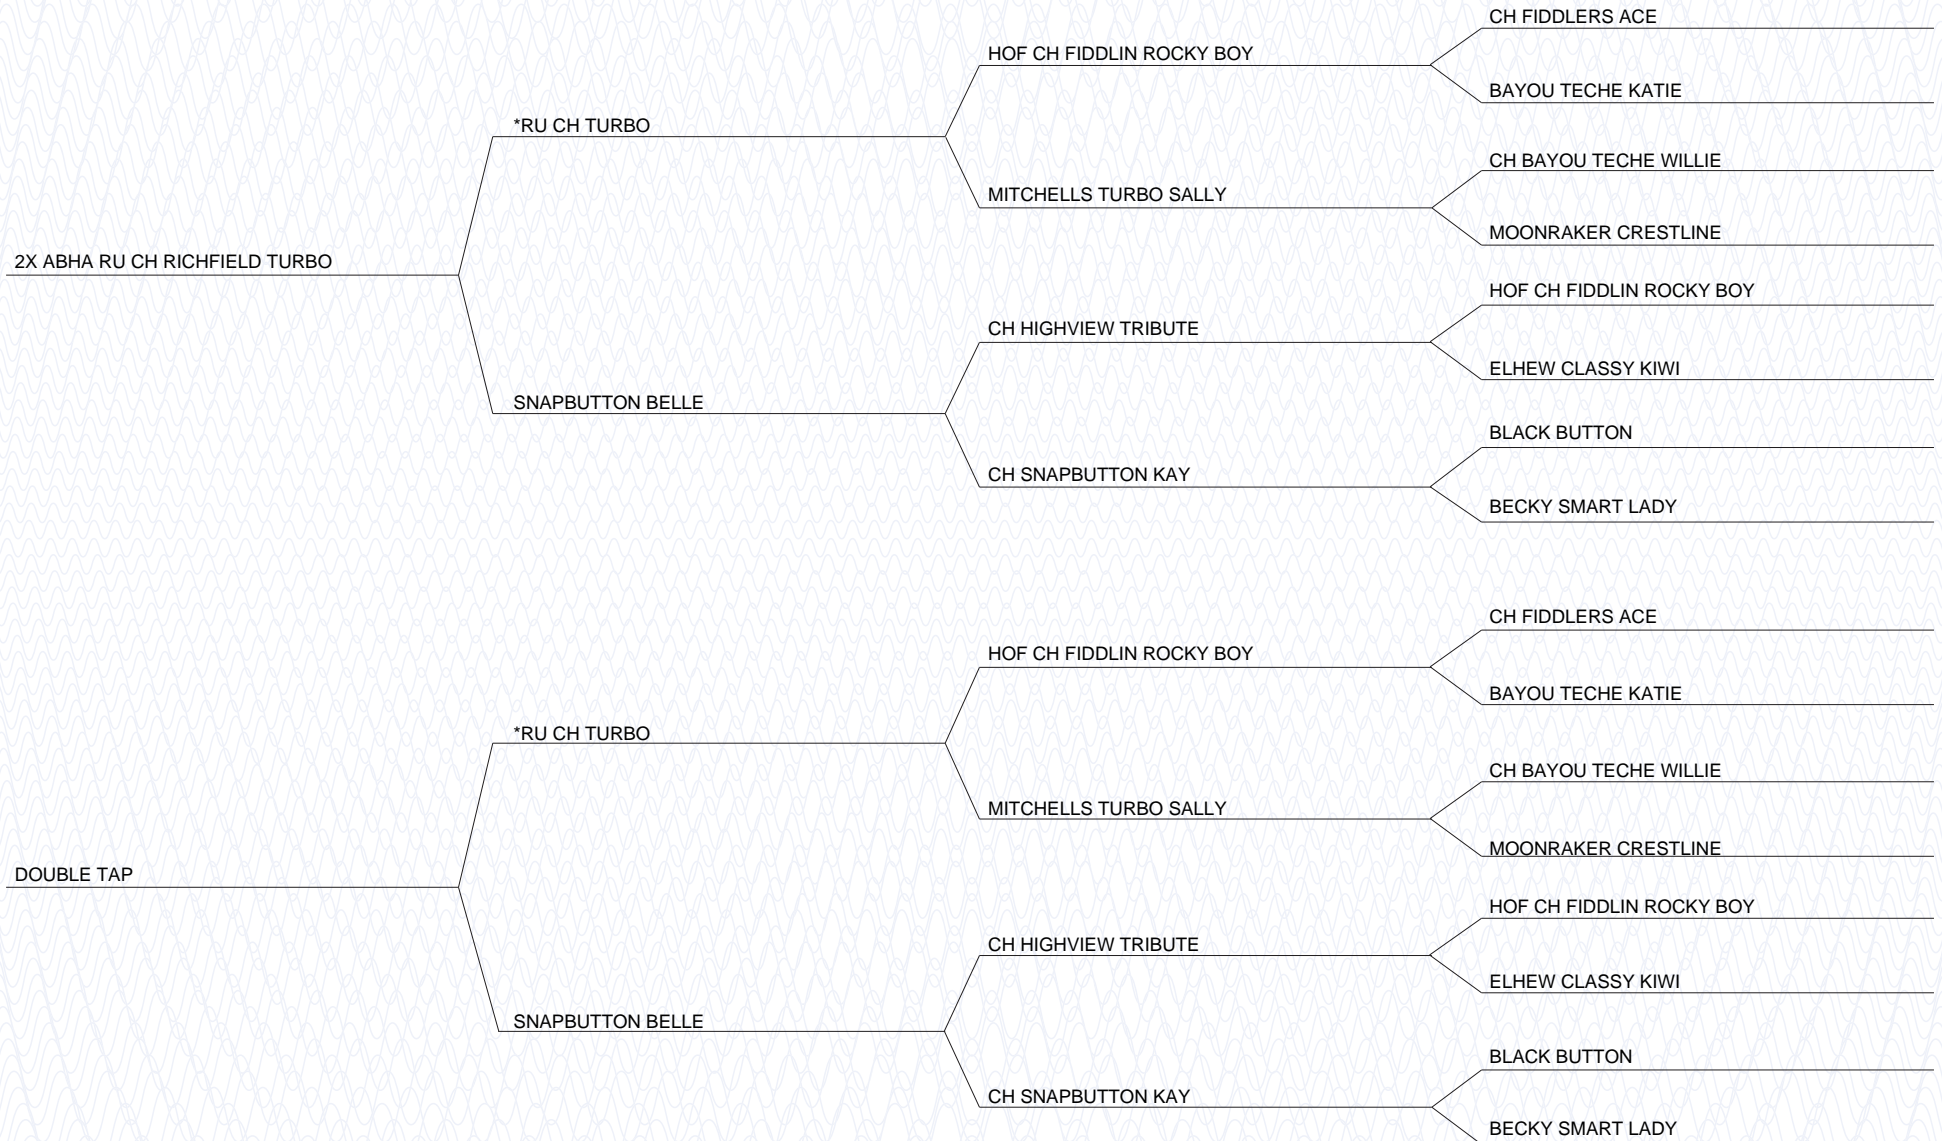 CH FIDDLERS ACE
HOF CH FIDDLIN ROCKY BOY
BAYOU TECHE KATIE
*RU CH TURBO
CH BAYOU TECHE WILLIE
MITCHELLS TURBO SALLY
MOONRAKER CRESTLINE
2X ABHA RU CH RICHFIELD TURBO
HOF CH FIDDLIN ROCKY BOY
CH HIGHVIEW TRIBUTE
ELHEW CLASSY KIWI
SNAPBUTTON BELLE
BLACK BUTTON
CH SNAPBUTTON KAY
BECKY SMART LADY
CH FIDDLERS ACE
HOF CH FIDDLIN ROCKY BOY
BAYOU TECHE KATIE
*RU CH TURBO
CH BAYOU TECHE WILLIE
MITCHELLS TURBO SALLY
MOONRAKER CRESTLINE
DOUBLE TAP
HOF CH FIDDLIN ROCKY BOY
CH HIGHVIEW TRIBUTE
ELHEW CLASSY KIWI
SNAPBUTTON BELLE
BLACK BUTTON
CH SNAPBUTTON KAY
BECKY SMART LADY